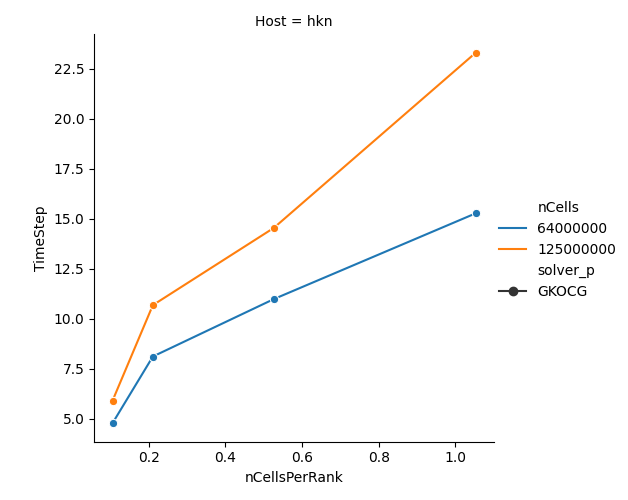 Host = hkn
22.5
20.0
17.5
15.0
12.5
10.0
7.5
5.0
TimeStep
0.2
0.4
0.6
0.8
1.0
nCellsPerRank
nCells
64000000
125000000
solver_p
GKOCG